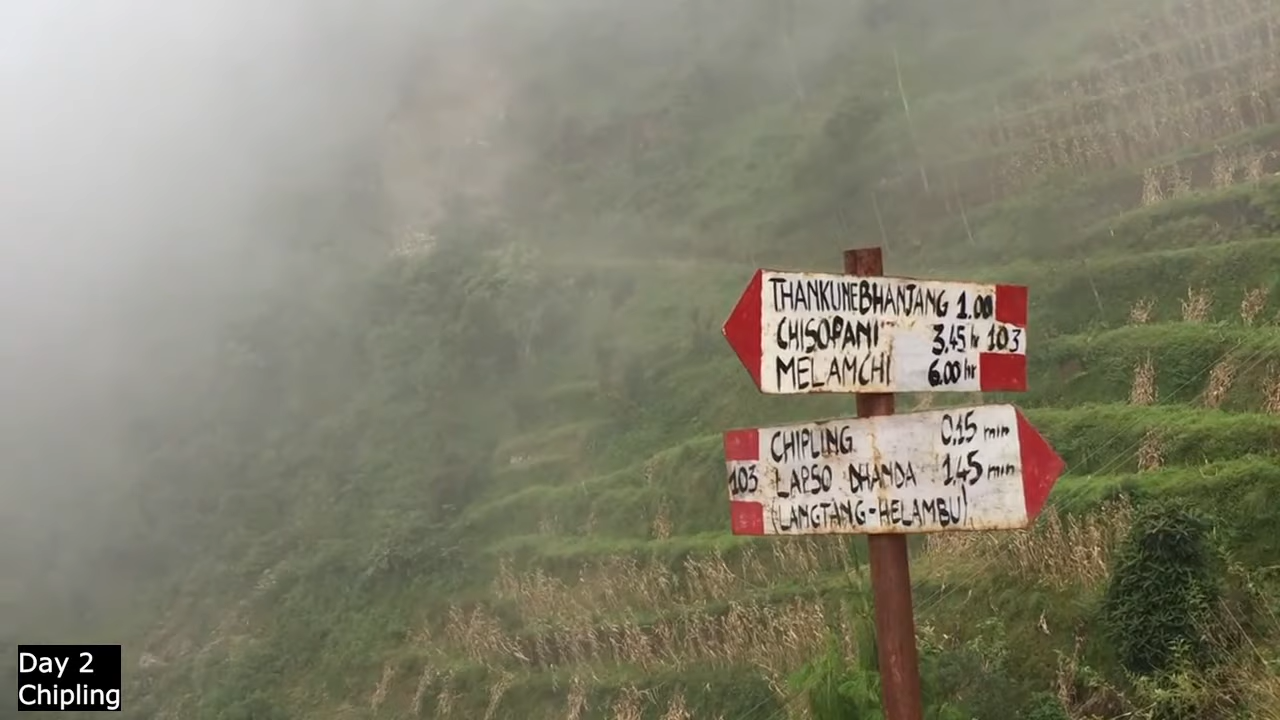 THANKUNEBHANJANG 1.00
CHISOPANI 3.45 hr 103
MELAMCHI 6.00 hr
CHIPLING 0.15 min
103 LAPSO DHANDA 1.45 min
(LANGTANG-HELAMBU)
Day 2
Chipling